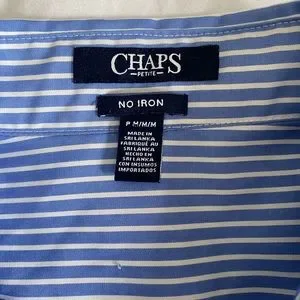 CHAPS
PETITE
NO IRON
P M/M/M
MADE IN
SRI LANKA
FABRIQUÉ AU
SRI LANKA
HECHO EN
SRI LANKA
CON INSUMOS
IMPORTADOS